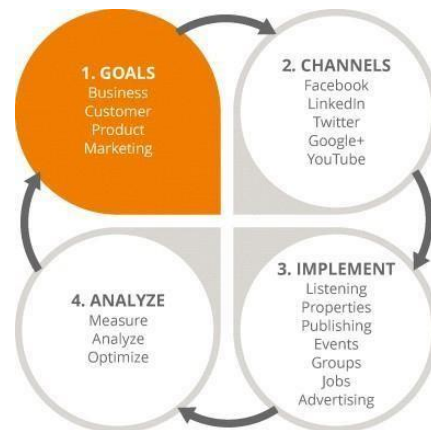 1. GOALS
Business
Customer
Product
Marketing
2. CHANNELS
Facebook
LinkedIn
Twitter
Google+
YouTube
3. IMPLEMENT
Listening
Properties
Publishing
Events
Groups
Jobs
Advertising
4. ANALYZE
Measure
Analyze
Optimize